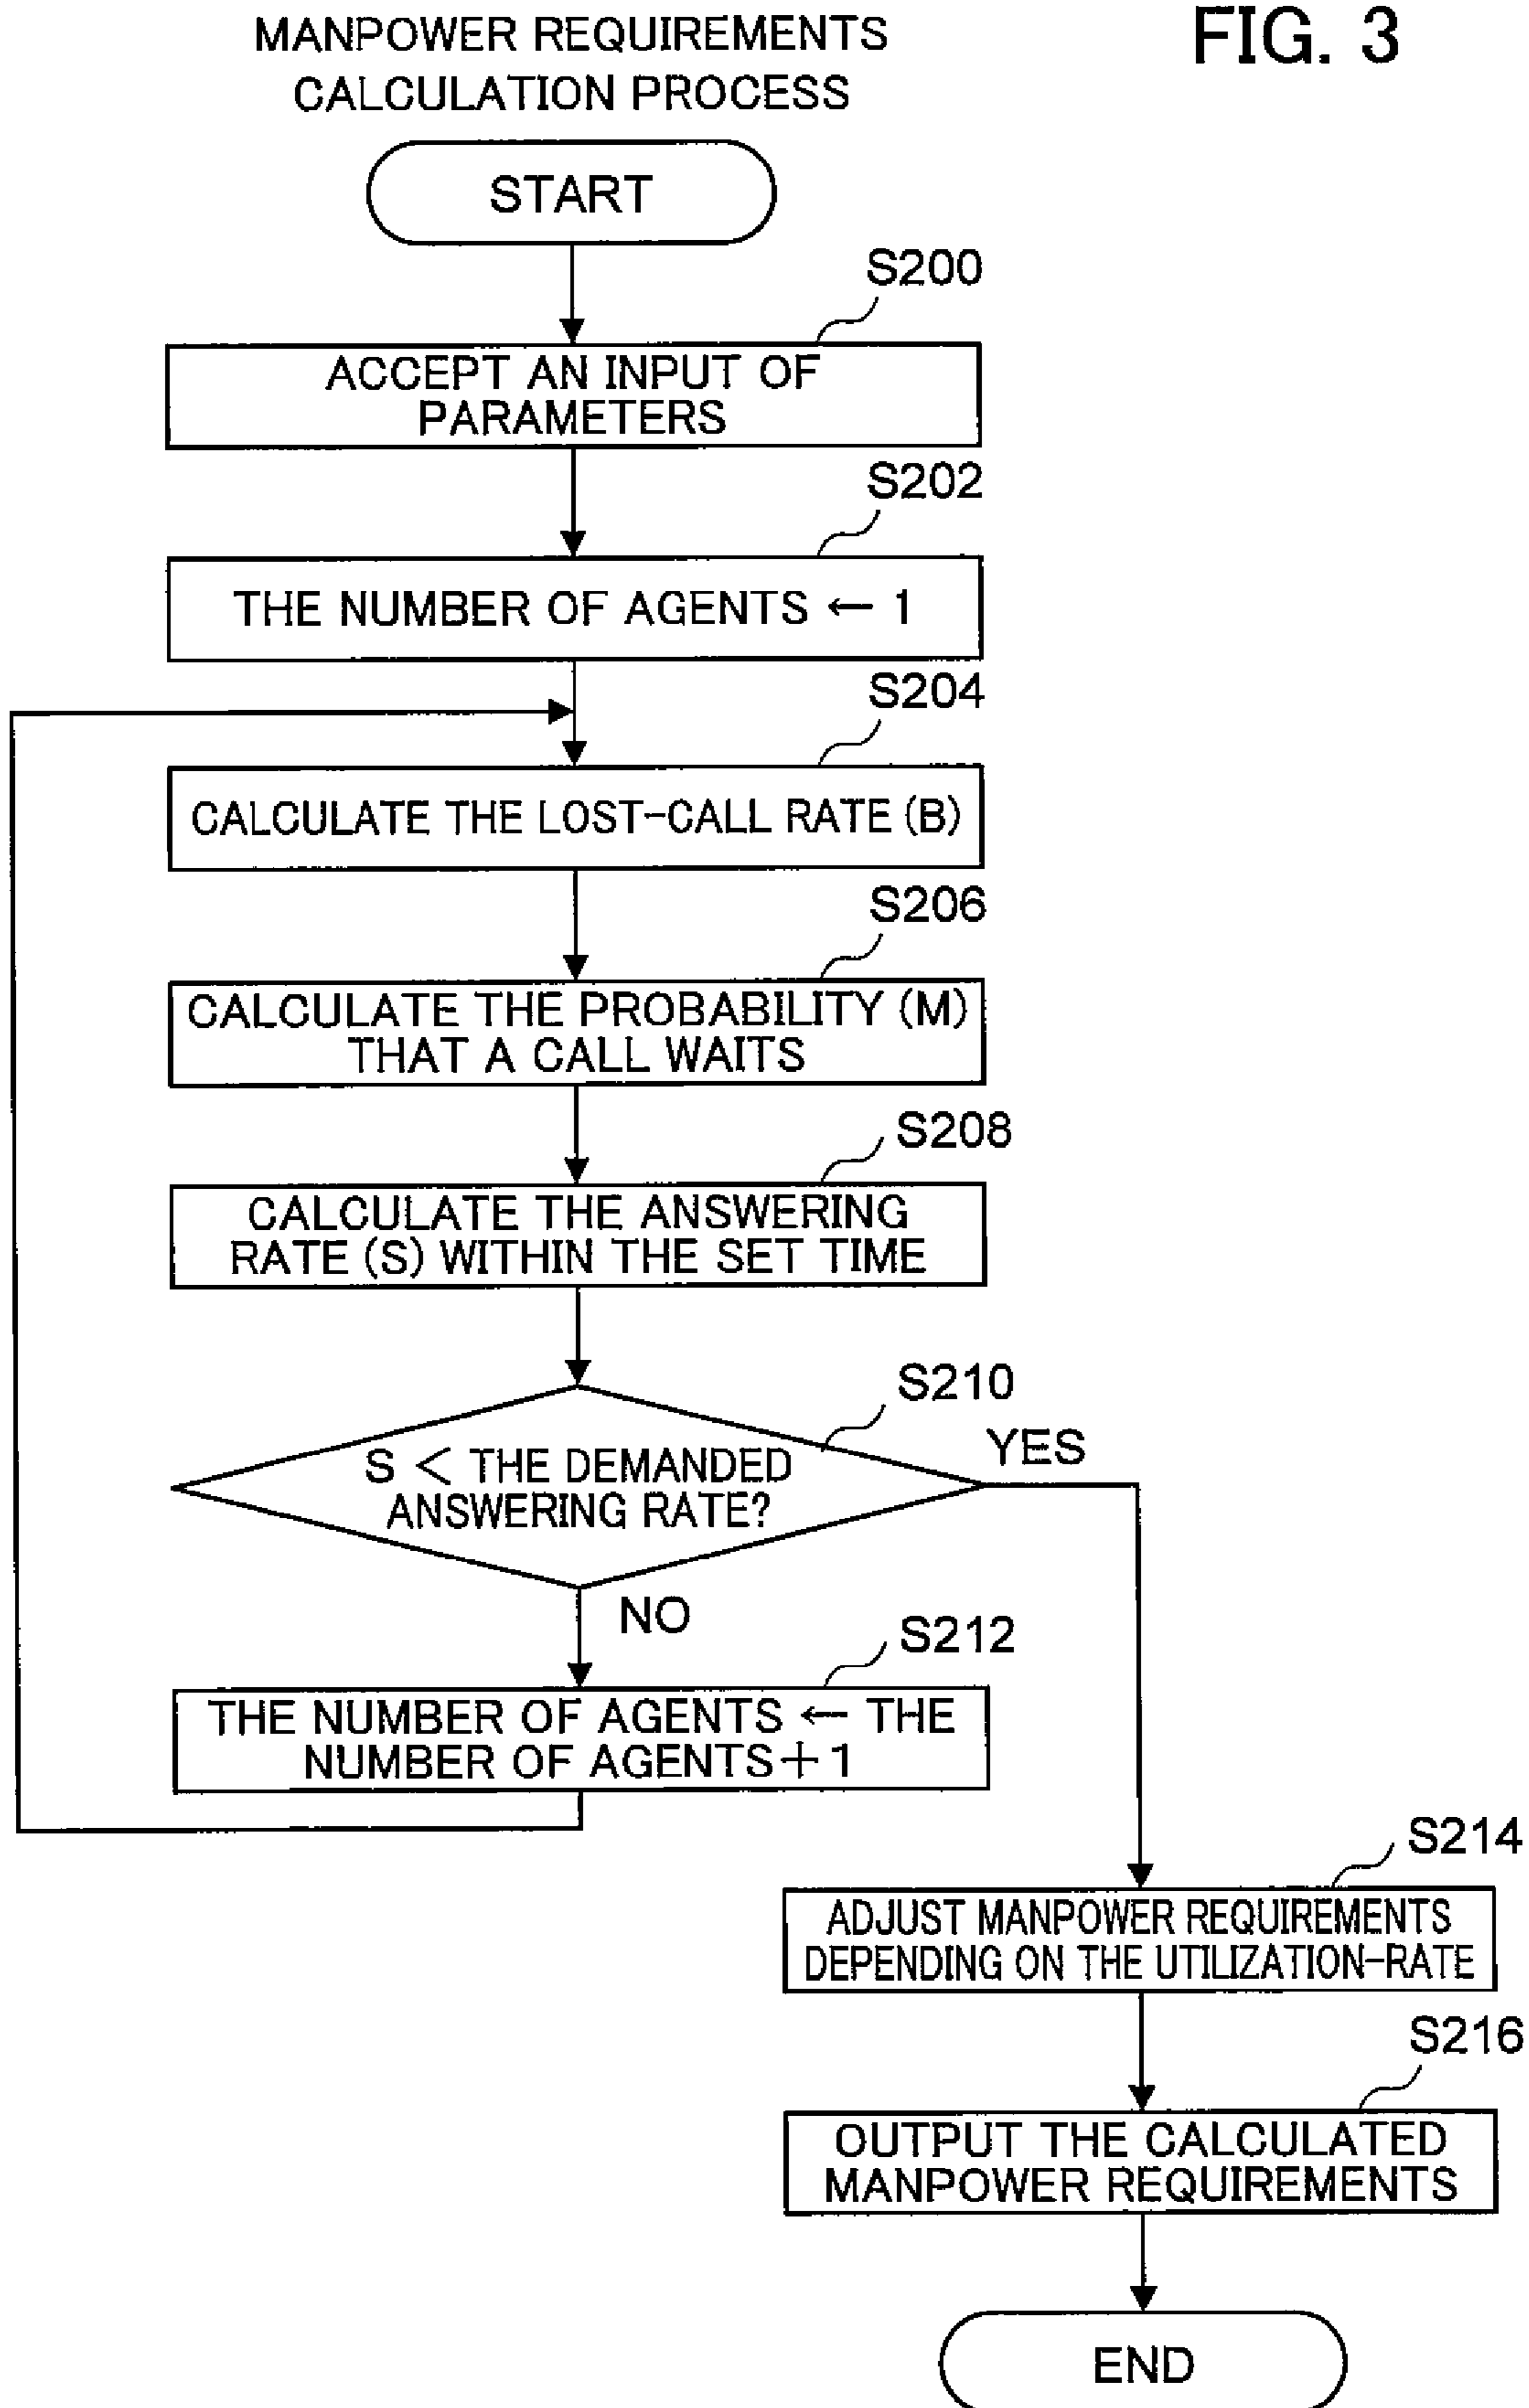 MANPOWER REQUIREMENTS
CALCULATION PROCESS
FIG. 3
START
S200
ACCEPT AN INPUT OF
PARAMETERS
S202
THE NUMBER OF AGENTS ← 1
S204
CALCULATE THE LOST-CALL RATE (B)
S206
CALCULATE THE PROBABILITY (M)
THAT A CALL WAITS
S208
CALCULATE THE ANSWERING
RATE (S) WITHIN THE SET TIME
S210
S < THE DEMANDED
ANSWERING RATE?
YES
NO
S212
THE NUMBER OF AGENTS ← THE
NUMBER OF AGENTS+1
S214
ADJUST MANPOWER REQUIREMENTS
DEPENDING ON THE UTILIZATION-RATE
S216
OUTPUT THE CALCULATED
MANPOWER REQUIREMENTS
END